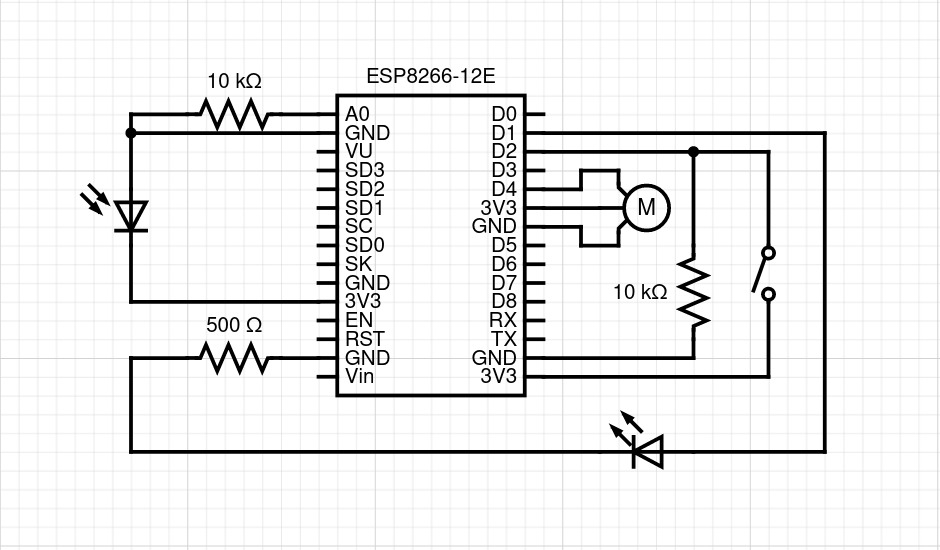 ESP8266-12E
10 kΩ
A0
GND
VU
SD3
SD2
SD1
SC
SD0
SK
GND
3V3
EN
RST
GND
Vin
500 Ω
D0
D1
D2
D3
D4
3V3
GND
D5
D6
D7
D8
RX
TX
GND
3V3
M
10 kΩ